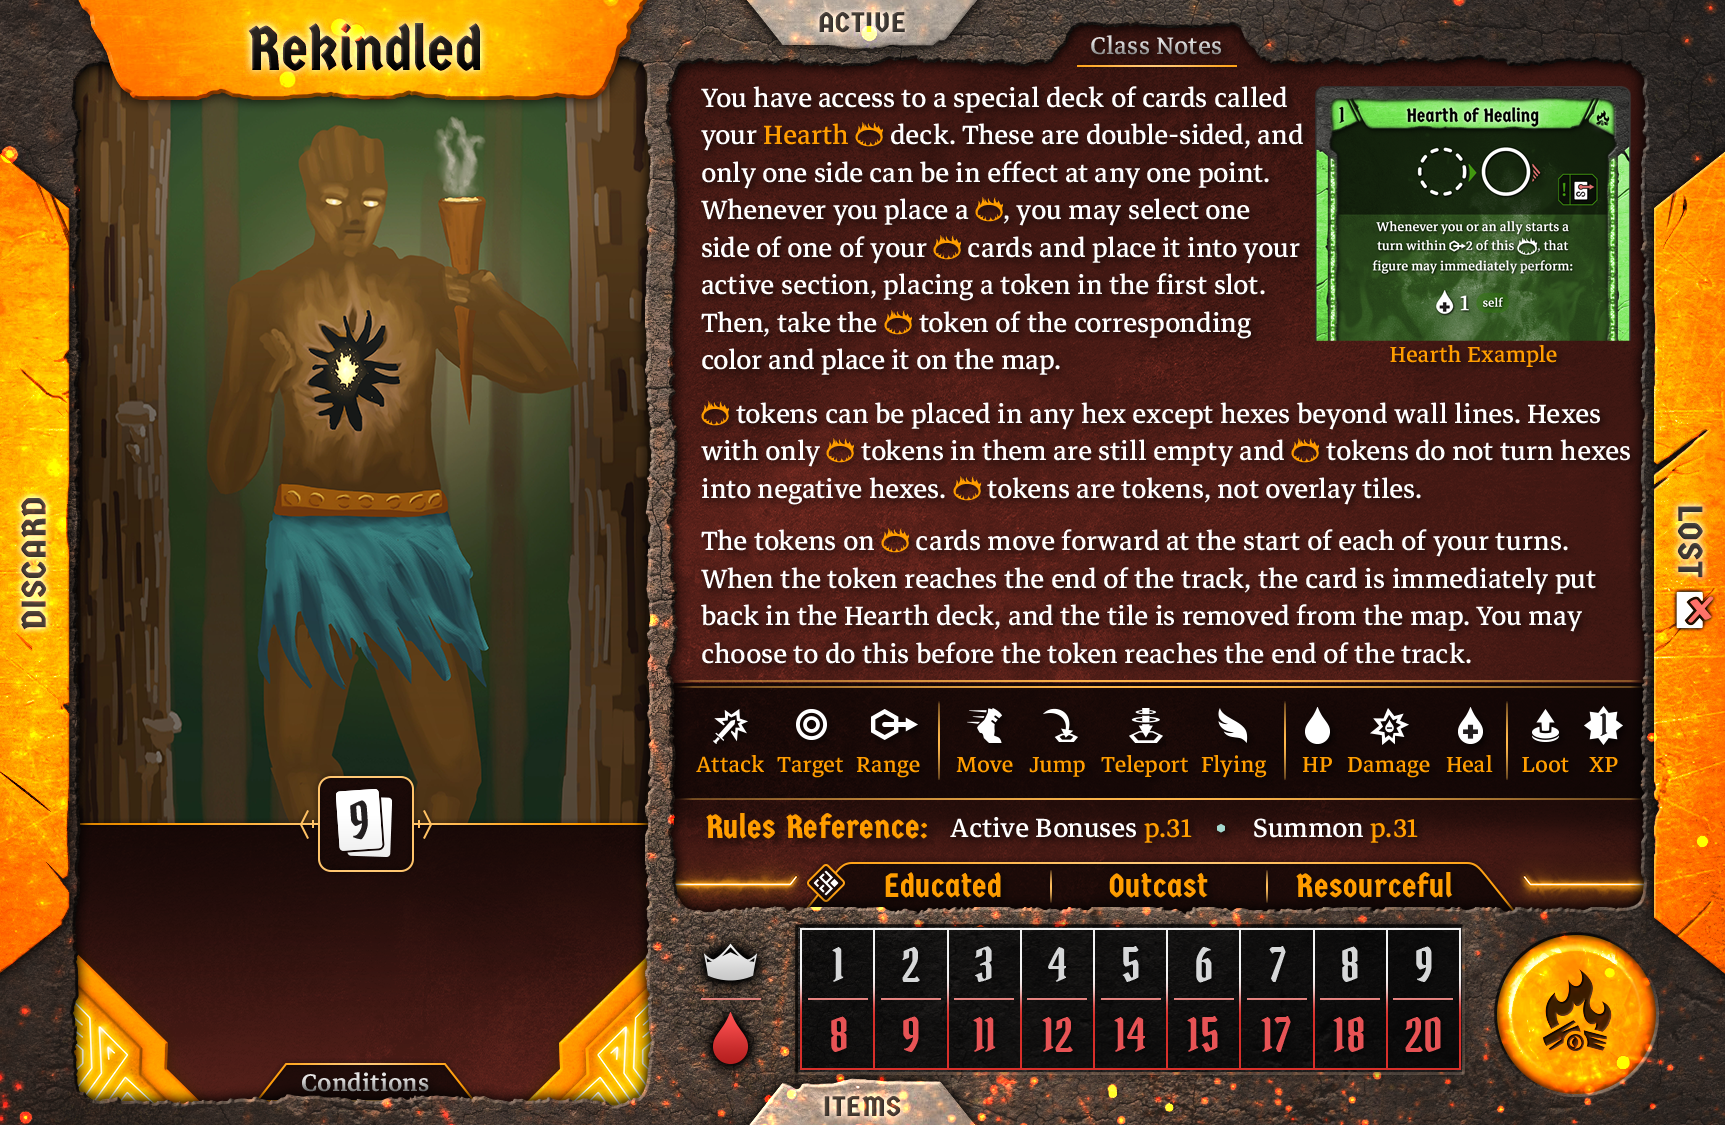 Rekindled
ACTIVE
Class Notes
You have access to a special deck of cards called
your Hearth deck. These are double-sided, and
only one side can be in effect at any one point.
Whenever you place a , you may select one
side of one of your cards and place it into your
active section, placing a token in the first slot.
Then, take the token of the corresponding
color and place it on the map.
1 Hearth of Healing
Whenever you or an ally starts a
turn within 2 of this , that
figure may immediately perform:
1 self
Hearth Example
tokens can be placed in any hex except hexes beyond wall lines. Hexes
with only tokens in them are still empty and tokens do not turn hexes
into negative hexes. tokens are tokens, not overlay tiles.
The tokens on cards move forward at the start of each of your turns.
When the token reaches the end of the track, the card is immediately put
back in the Hearth deck, and the tile is removed from the map. You may
choose to do this before the token reaches the end of the track.
1
Attack Target Range Move Jump Teleport Flying HP Damage Heal Loot XP
Rules Reference: Active Bonuses p.31 • Summon p.31
Educated Outcast Resourceful
1 2 3 4 5 6 7 8 9
8 9 11 12 14 15 17 18 20
DISCARD
LOST
9
Conditions
ITEMS